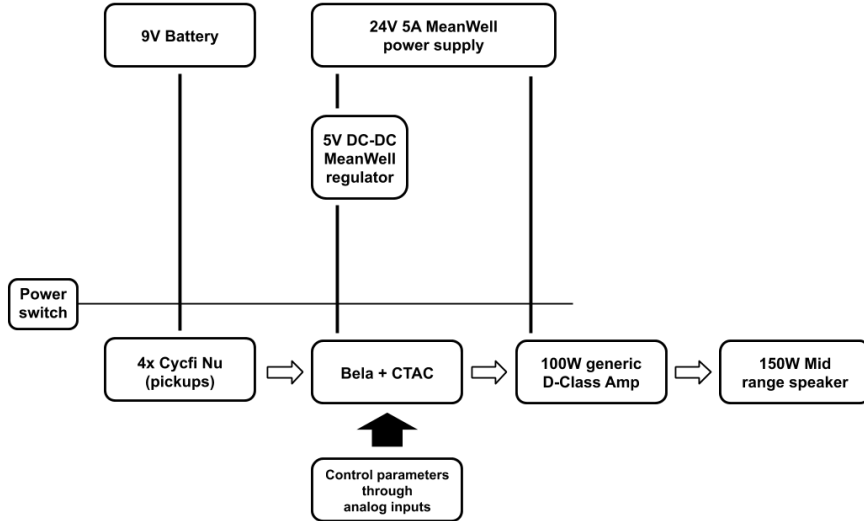 9V Battery
24V 5A MeanWell
power supply
5V DC-DC
MeanWell
regulator
Power
switch
4x Cycfi Nu
(pickups)
Bela + CTAC
100W generic
D-Class Amp
150W Mid
range speaker
Control parameters
through
analog inputs